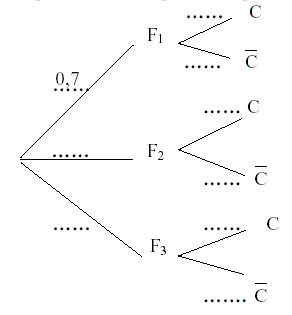 ...... C
F₁
...... C̅
0,7
......
...... C
...... F₂
...... C̅
...... ...... C
F₃
....... C̅